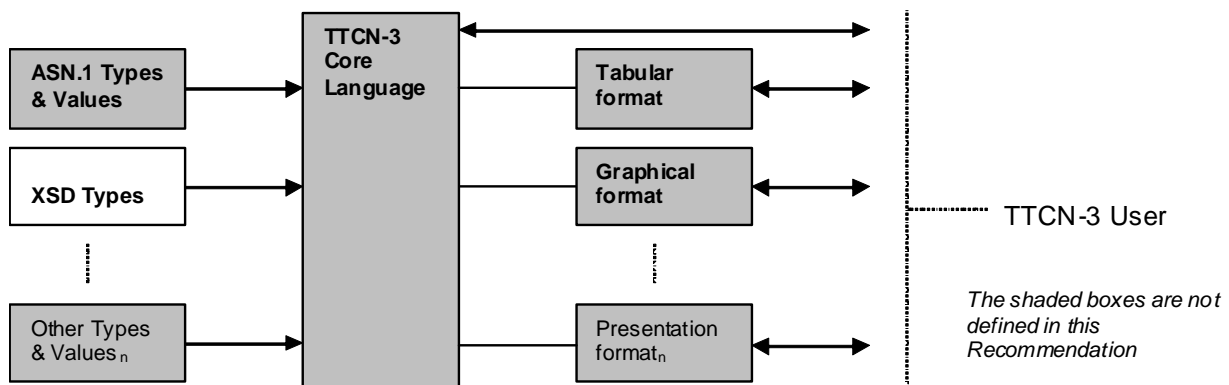 ASN.1 Types
& Values
XSD Types
Other Types
& Values n
TTCN-3
Core
Language
Tabular
format
Graphical
format
Presentation
formatn
TTCN-3 User
The shaded boxes are not
defined in this
Recommendation